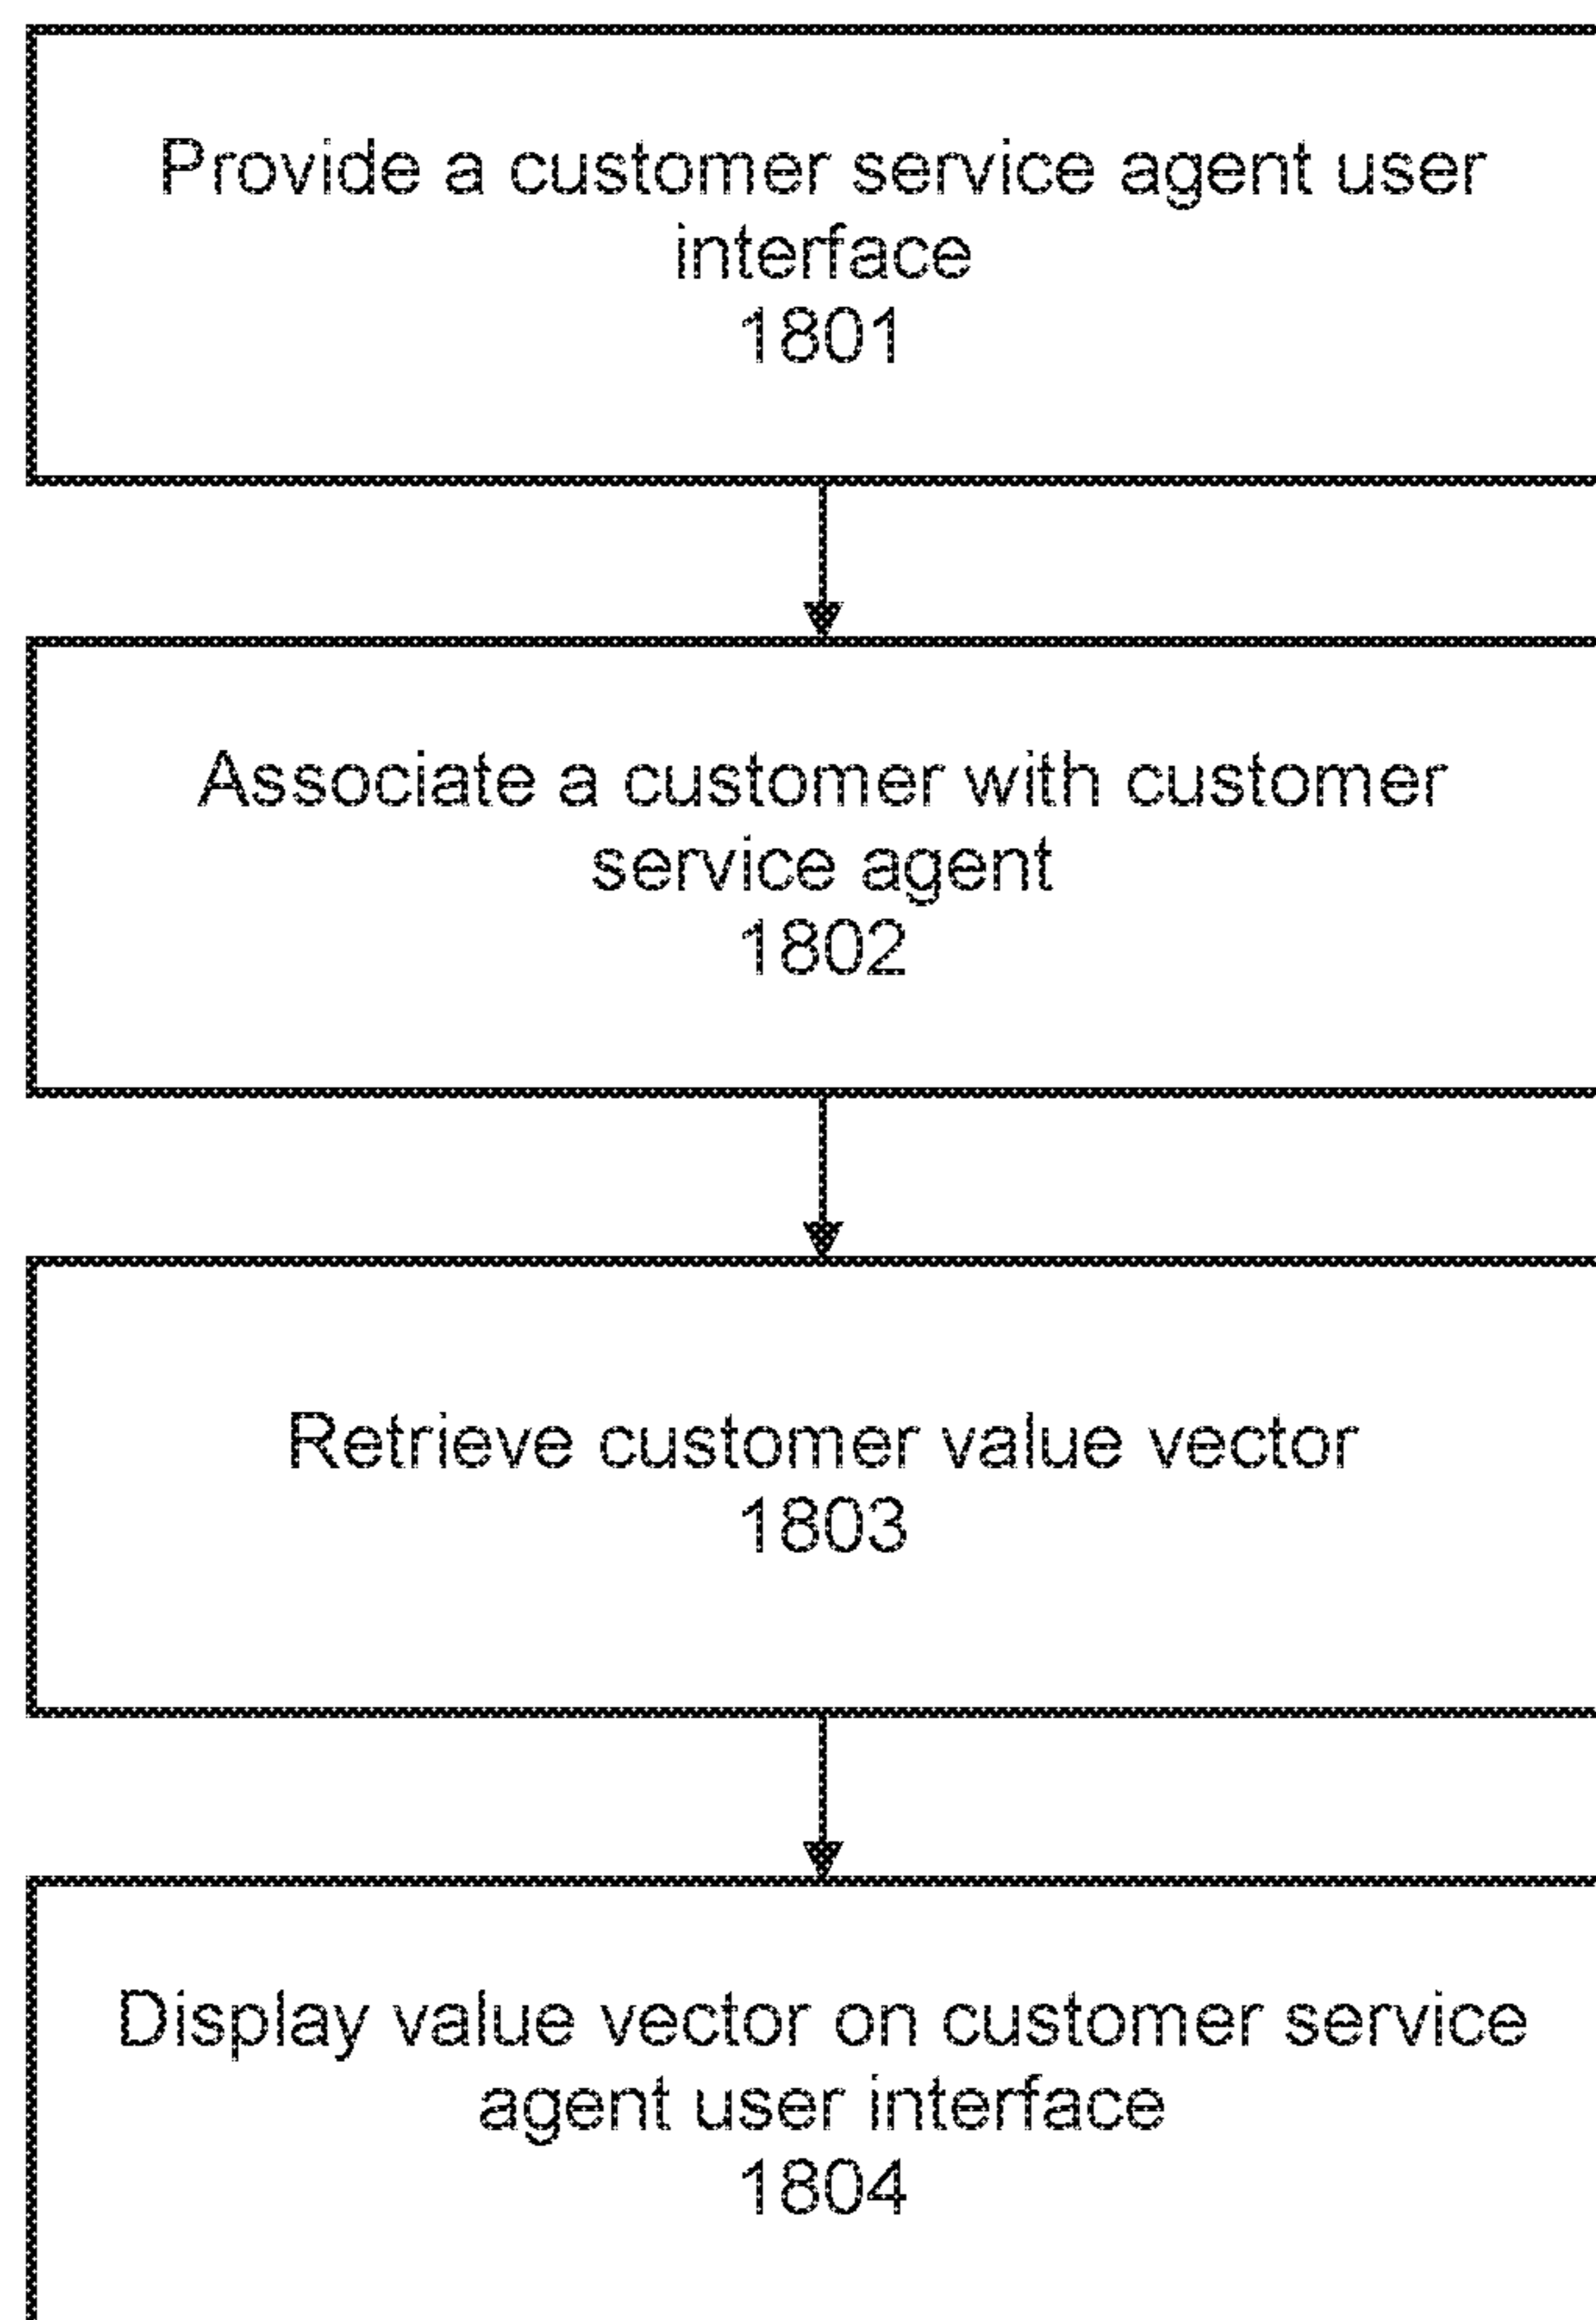 Provide a customer service agent user
interface
1801
Associate a customer with customer
service agent
1802
Retrieve customer value vector
1803
Display value vector on customer service
agent user interface
1804